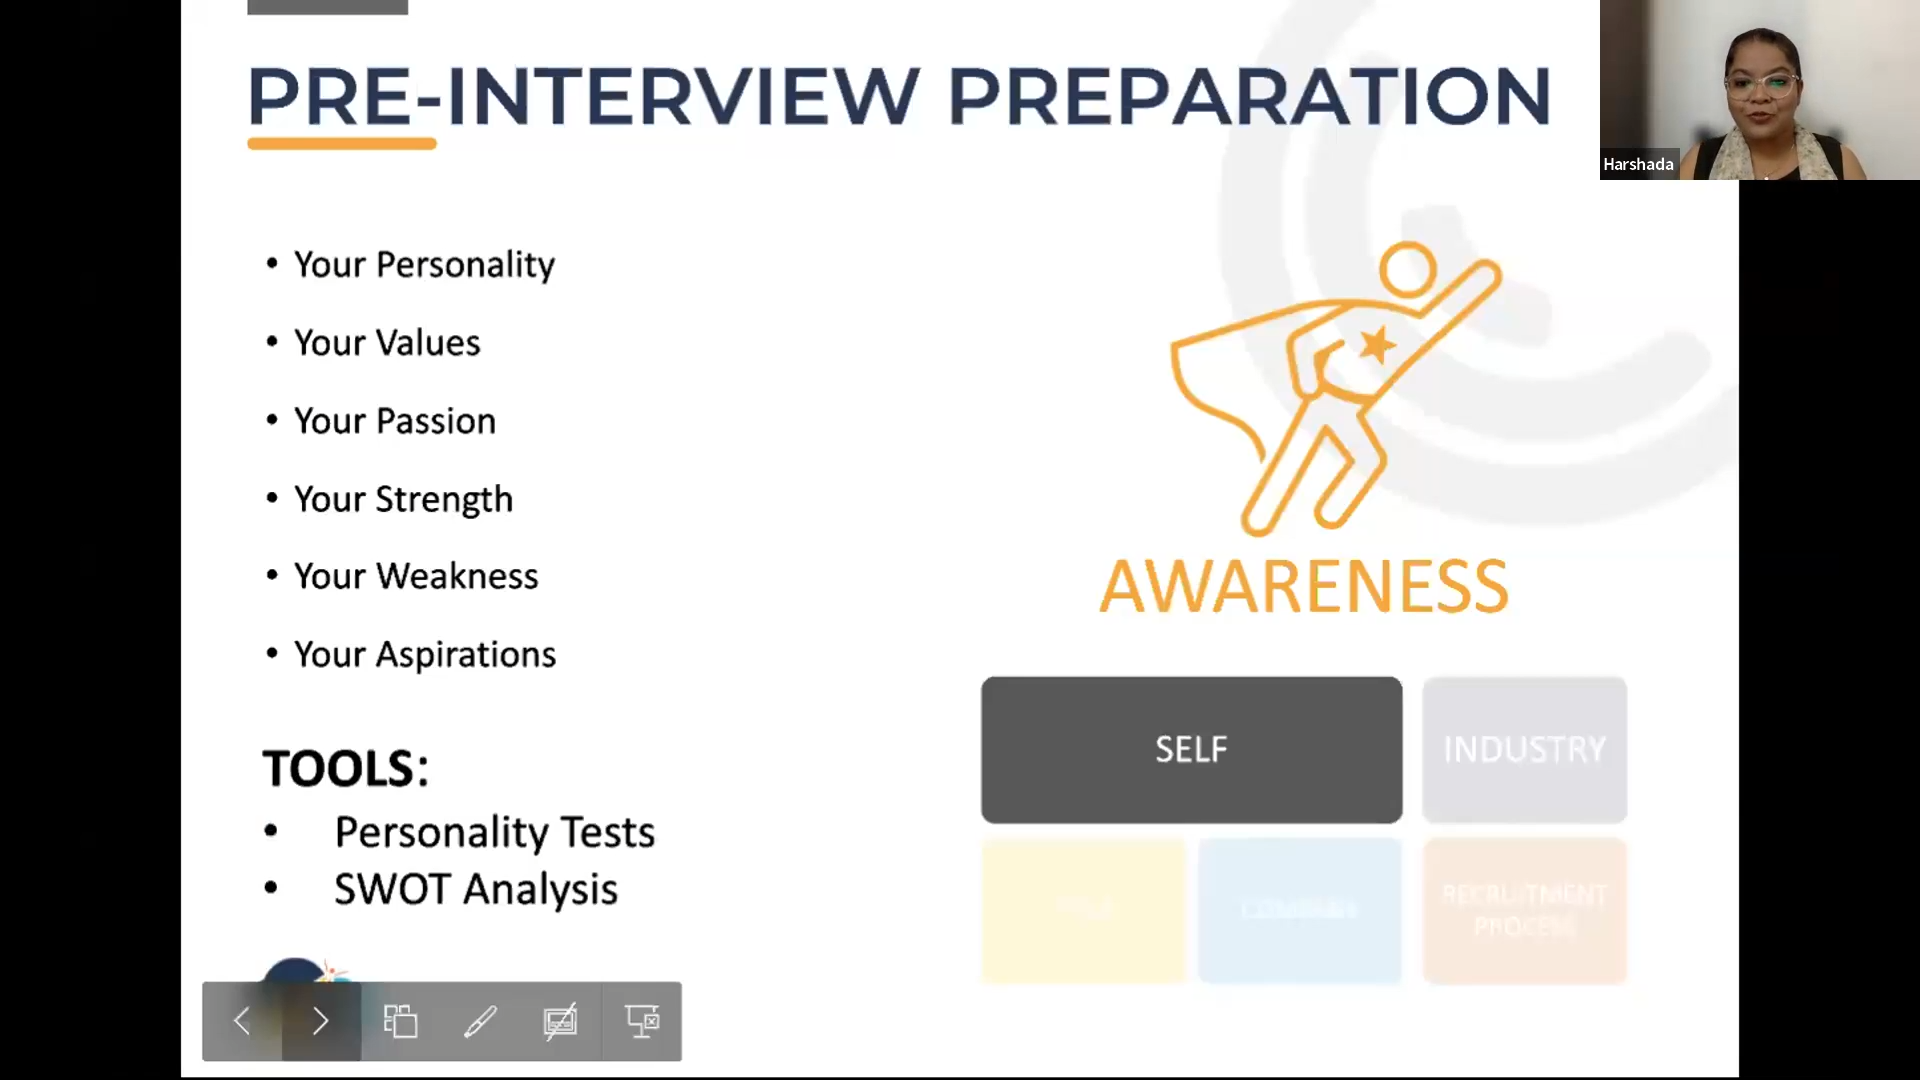 PRE-INTERVIEW PREPARATION
Harshada
• Your Personality
• Your Values
• Your Passion
• Your Strength
• Your Weakness
• Your Aspirations
TOOLS:
• Personality Tests
• SWOT Analysis
AWARENESS
SELF
INDUSTRY
COMPANY
RECRUITMENT
PROCESS